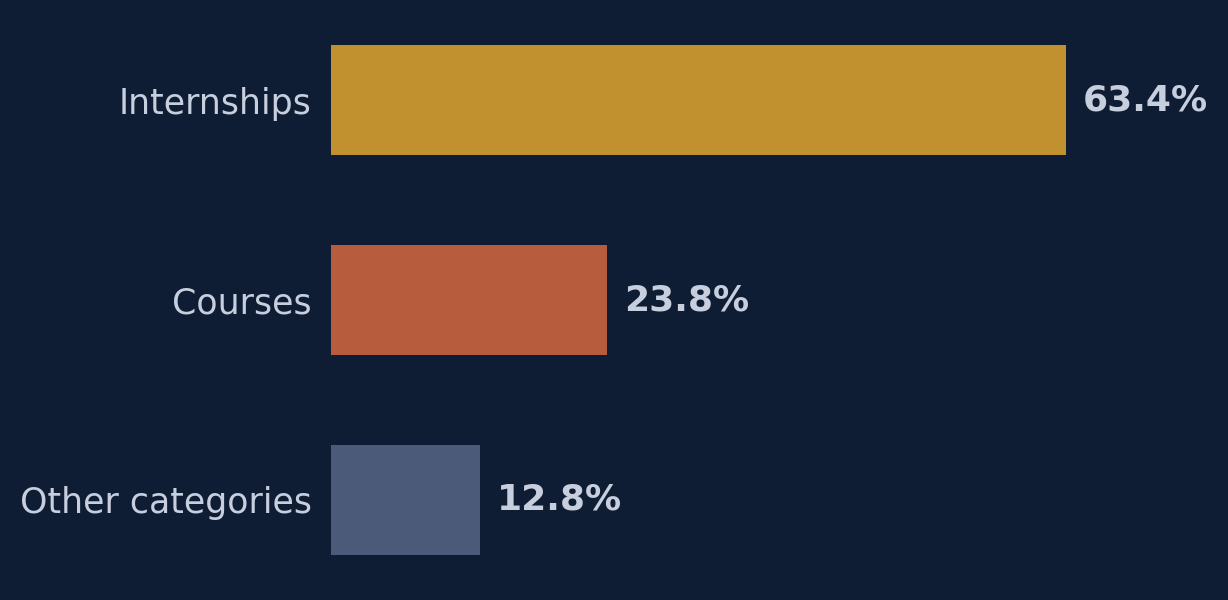 Internships 63.4%
Courses 23.8%
Other categories 12.8%